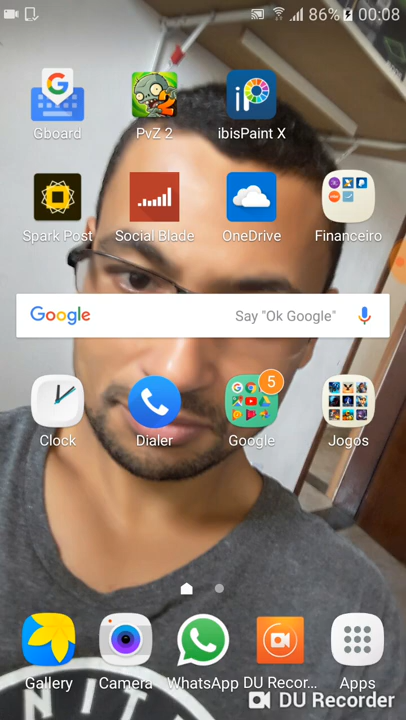 86% 00:08
Gboard PvZ 2 ibisPaint X
Spark Post Social Blade OneDrive Financeiro
Google Say "Ok Google"
5
Clock Dialer Google Jogos
Gallery Camera WhatsApp DU Recor... Apps
DU Recorder
NIT